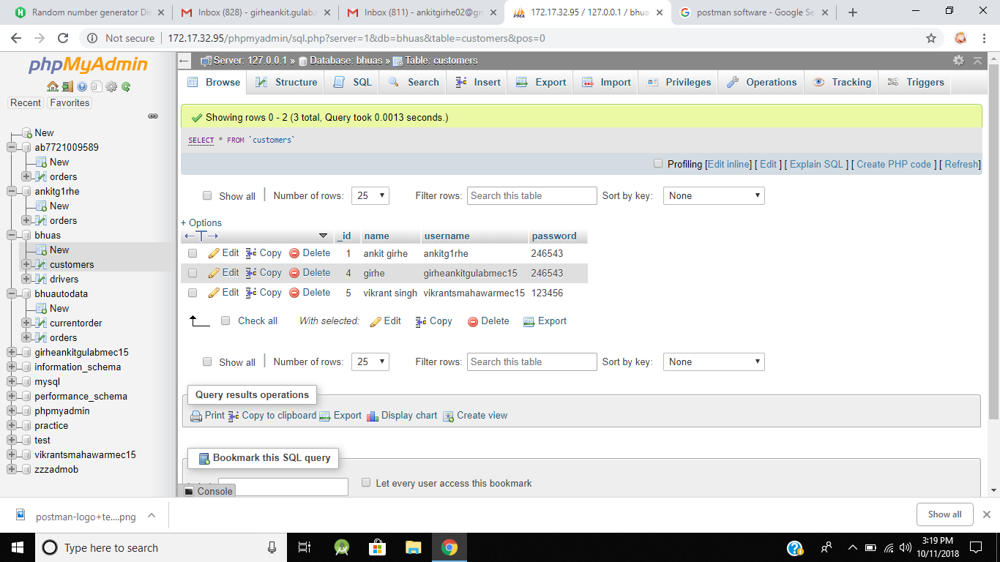 Random number generator Dis
Inbox (828) - girheankit.gulab.r
Inbox (811) - ankitgirhe02@gm
172.17.32.95 / 127.0.0.1 / bhua
postman software - Google Se
Not secure | 172.17.32.95/phpmyadmin/sql.php?server=1&db=bhuas&table=customers&pos=0
phpMyAdmin
Recent Favorites
New
ab7721009589
New
orders
ankitg1rhe
New
orders
bhuas
New
customers
drivers
bhuautodata
New
currentorder
orders
girheankitgulabmec15
information_schema
mysql
performance_schema
phpmyadmin
practice
test
vikrantsmahawarmec15
zzzadmob
Server: 127.0.0.1 » Database: bhuas » Table: customers
Browse Structure SQL Search Insert Export Import Privileges Operations Tracking Triggers
Showing rows 0 - 2 (3 total, Query took 0.0013 seconds.)
SELECT * FROM `customers`
Profiling [Edit inline] [ Edit ] [ Explain SQL ] [ Create PHP code ] [ Refresh]
Show all | Number of rows: 25 Filter rows: Search this table Sort by key: None
+ Options
_id name username password
Edit Copy Delete 1 ankit girhe ankitg1rhe 246543
Edit Copy Delete 4 girhe girheankitgulabmec15 246543
Edit Copy Delete 5 vikrant singh vikrantsmahawarmec15 123456
Check all With selected: Edit Copy Delete Export
Show all | Number of rows: 25 Filter rows: Search this table Sort by key: None
Query results operations
Print Copy to clipboard Export Display chart Create view
Bookmark this SQL query
Let every user access this bookmark
Console
postman-logo+te....png
Show all
Type here to search
3:19 PM
10/11/2018